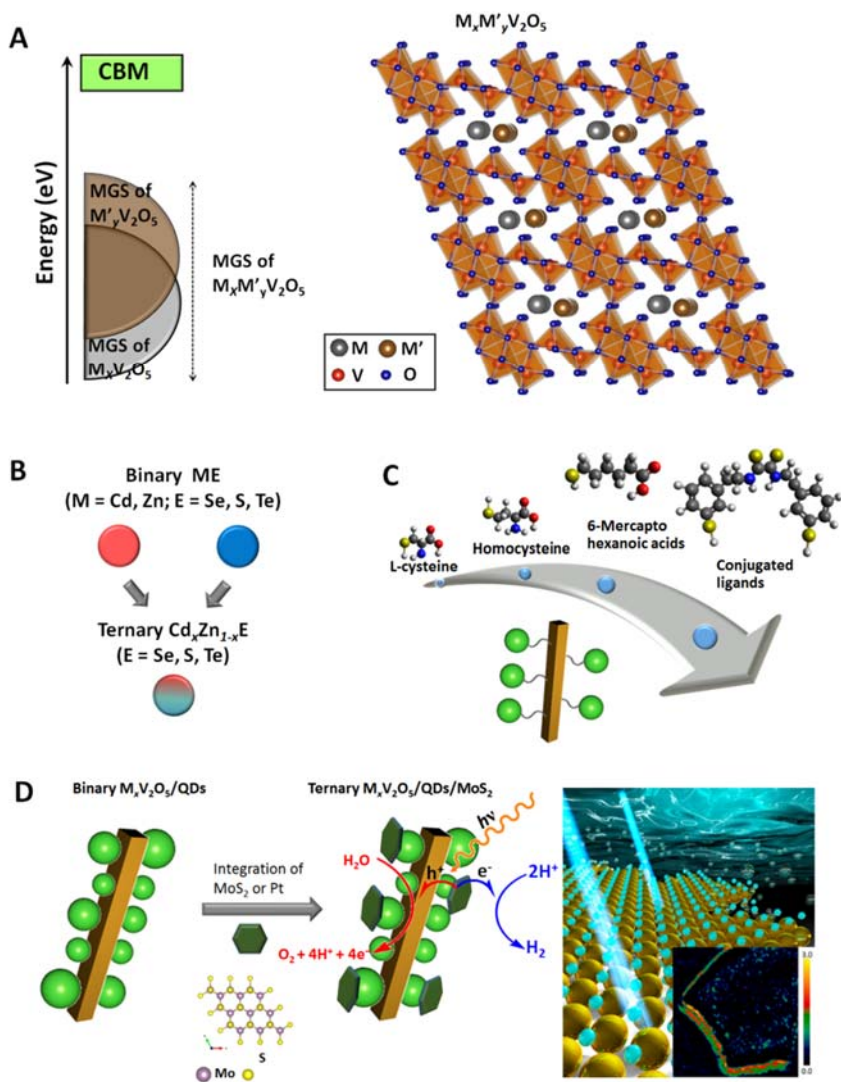 A
CBM
Energy (eV)
MGS of
M'yV₂O₅
MGS of
MₓV₂O₅
MGS of
MₓM'yV₂O₅
MₓM'yV₂O₅
M
M'
V
O
B
Binary ME
(M = Cd, Zn; E = Se, S, Te)
Ternary CdₓZn₁₋ₓE
(E = Se, S, Te)
C
L-cysteine
Homocysteine
6-Mercapto
hexanoic acids
Conjugated
ligands
D
Binary MₓV₂O₅/QDs
Integration of
MoS₂ or Pt
Mo
S
Ternary MₓV₂O₅/QDs/MoS₂
hν
H₂O
h⁺
e⁻
2H⁺
O₂ + 4H⁺ + 4e⁻
H₂
3.0
0.0